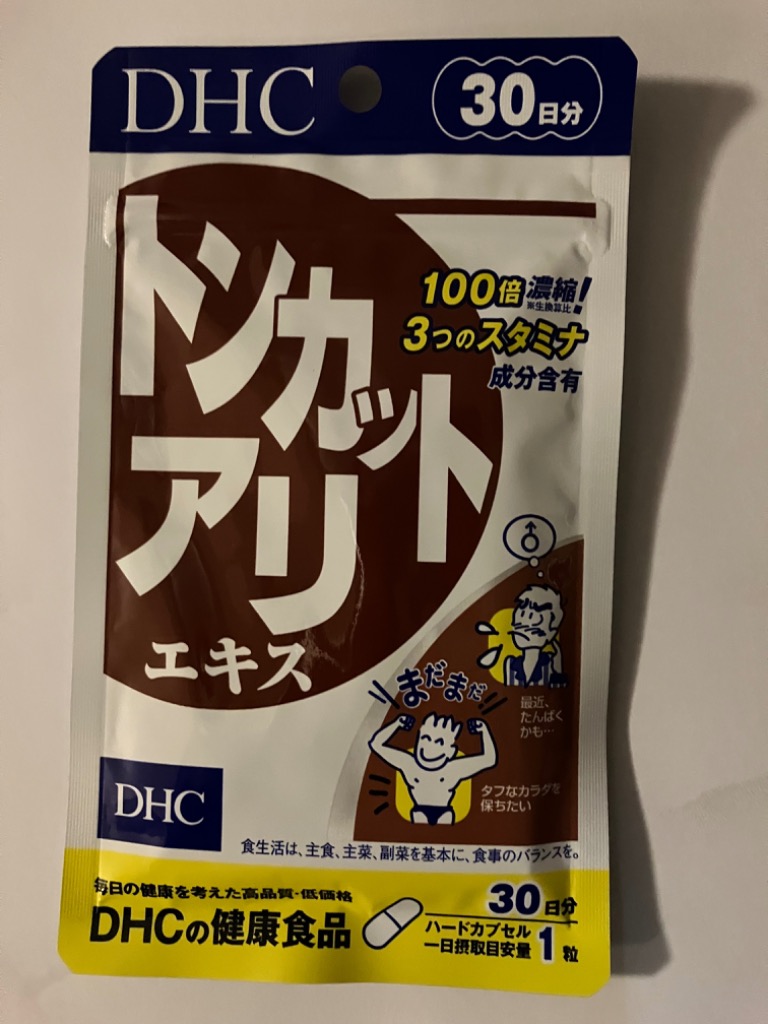 DHC
30日分
トンカット
アリ
エキス
100倍濃縮!
※生換算比
3つのスタミナ
成分含有
♂
最近、
たんぱく
かも…
まだまだ
タフなカラダを
保ちたい
DHC
食生活は、主食、主菜、副菜を基本に、食事のバランスを。
毎日の健康を考えた高品質・低価格
DHCの健康食品
30日分
ハードカプセル
一日摂取目安量1粒